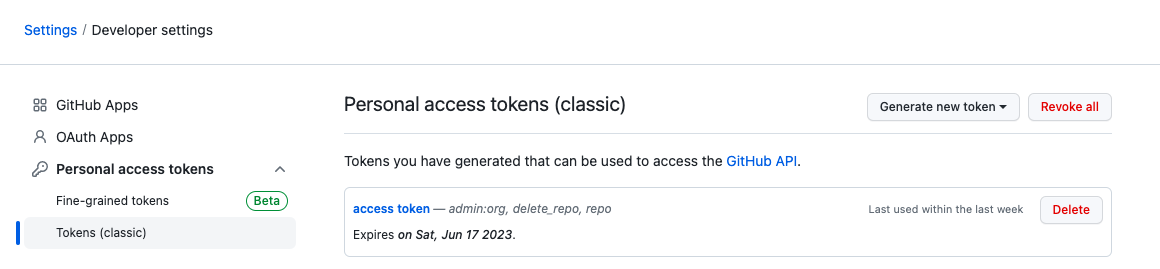 Settings / Developer settings
GitHub Apps
OAuth Apps
Personal access tokens
Fine-grained tokens Beta
Tokens (classic)
Personal access tokens (classic)
Generate new token
Revoke all
Tokens you have generated that can be used to access the GitHub API.
access token — admin:org, delete_repo, repo
Last used within the last week
Delete
Expires on Sat, Jun 17 2023.